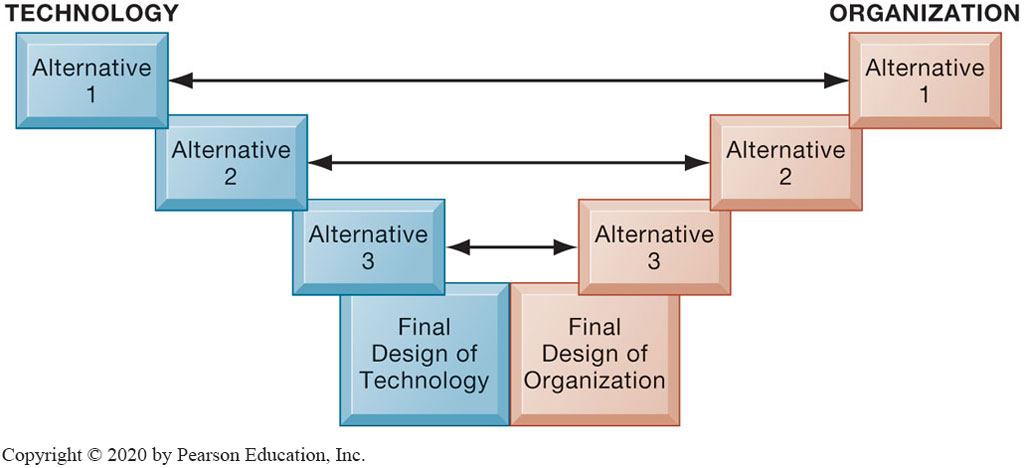 TECHNOLOGY
ORGANIZATION
Alternative
1
Alternative
1
Alternative
2
Alternative
2
Alternative
3
Alternative
3
Final
Design of
Technology
Final
Design of
Organization
Copyright © 2020 by Pearson Education, Inc.